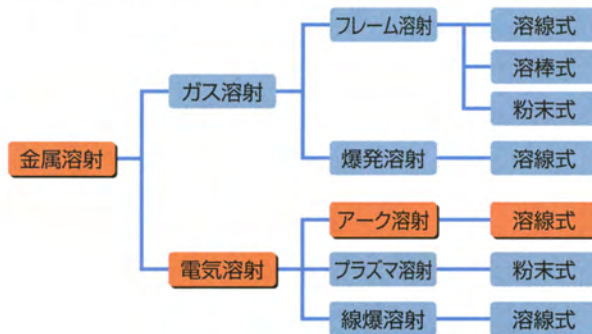 金属溶射
ガス溶射
フレーム溶射
溶線式
溶棒式
粉末式
爆発溶射
溶線式
電気溶射
アーク溶射
溶線式
プラズマ溶射
粉末式
線爆溶射
溶線式